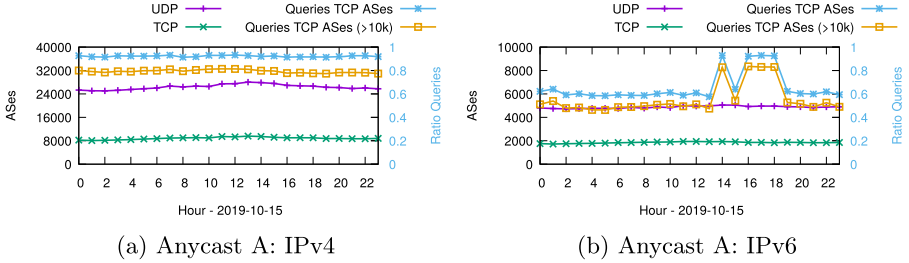 UDP
TCP
Queries TCP ASes
Queries TCP ASes (>10k)
ASes
40000
32000
24000
16000
8000
0
1
0.8
0.6
0.4
0.2
0
Ratio Queries
0 2 4 6 8 10 12 14 16 18 20 22
Hour - 2019-10-15
(a) Anycast A: IPv4
UDP
TCP
Queries TCP ASes
Queries TCP ASes (>10k)
ASes
10000
8000
6000
4000
2000
0
1
0.8
0.6
0.4
0.2
0
Ratio Queries
0 2 4 6 8 10 12 14 16 18 20 22
Hour - 2019-10-15
(b) Anycast A: IPv6